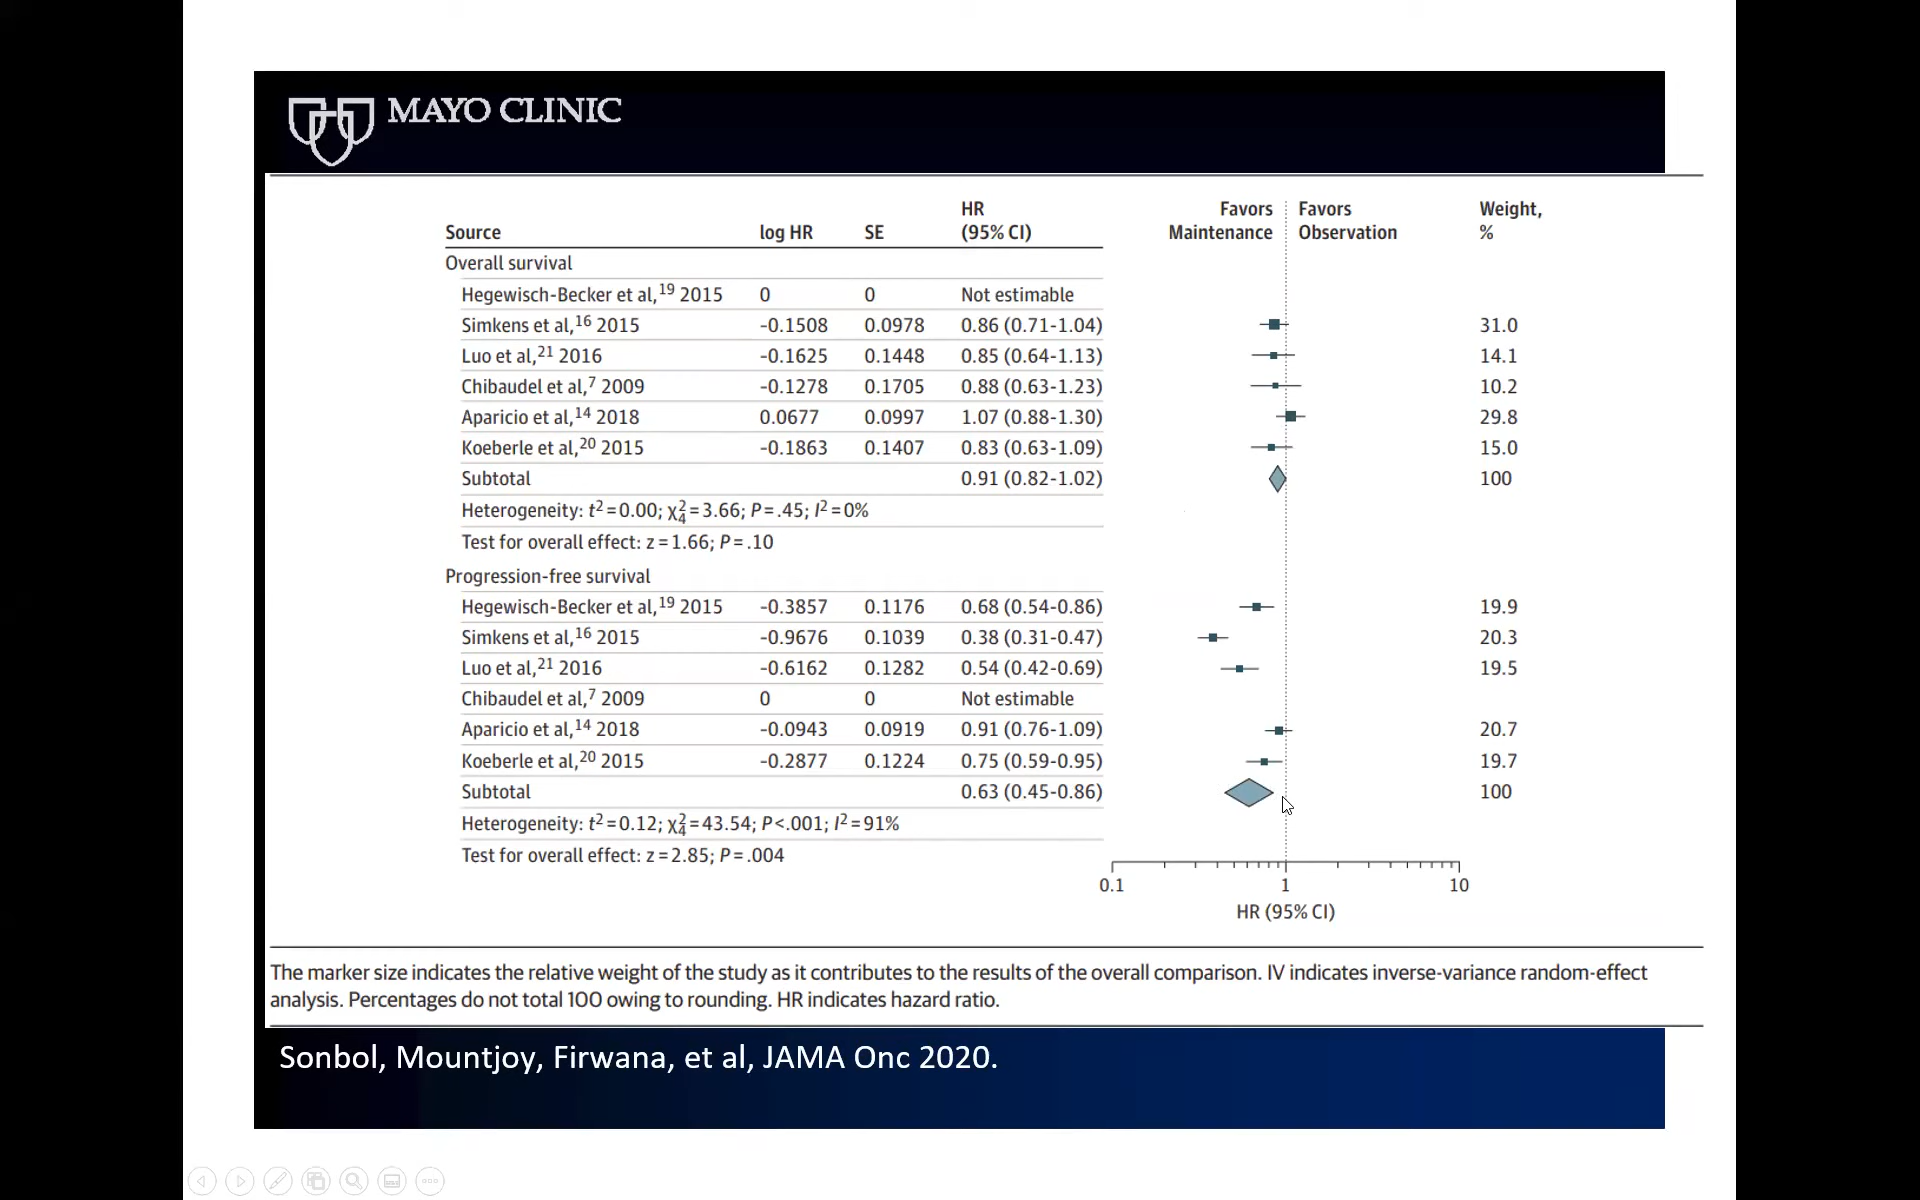 MAYO CLINIC
Source log HR SE HR (95% CI) Favors Maintenance Favors Observation Weight, %
Overall survival
Hegewisch-Becker et al,19 2015 0 0 Not estimable
Simkens et al,16 2015 -0.1508 0.0978 0.86 (0.71-1.04) 31.0
Luo et al,21 2016 -0.1625 0.1448 0.85 (0.64-1.13) 14.1
Chibaudel et al,7 2009 -0.1278 0.1705 0.88 (0.63-1.23) 10.2
Aparicio et al,14 2018 0.0677 0.0997 1.07 (0.88-1.30) 29.8
Koeberle et al,20 2015 -0.1863 0.1407 0.83 (0.63-1.09) 15.0
Subtotal 0.91 (0.82-1.02) 100
Heterogeneity: t2=0.00; χ24=3.66; P=.45; I2=0%
Test for overall effect: z=1.66; P=.10
Progression-free survival
Hegewisch-Becker et al,19 2015 -0.3857 0.1176 0.68 (0.54-0.86) 19.9
Simkens et al,16 2015 -0.9676 0.1039 0.38 (0.31-0.47) 20.3
Luo et al,21 2016 -0.6162 0.1282 0.54 (0.42-0.69) 19.5
Chibaudel et al,7 2009 0 0 Not estimable
Aparicio et al,14 2018 -0.0943 0.0919 0.91 (0.76-1.09) 20.7
Koeberle et al,20 2015 -0.2877 0.1224 0.75 (0.59-0.95) 19.7
Subtotal 0.63 (0.45-0.86) 100
Heterogeneity: t2=0.12; χ24=43.54; P<.001; I2=91%
Test for overall effect: z=2.85; P=.004
0.1 1 10
HR (95% CI)
The marker size indicates the relative weight of the study as it contributes to the results of the overall comparison. IV indicates inverse-variance random-effect
analysis. Percentages do not total 100 owing to rounding. HR indicates hazard ratio.
Sonbol, Mountjoy, Firwana, et al, JAMA Onc 2020.